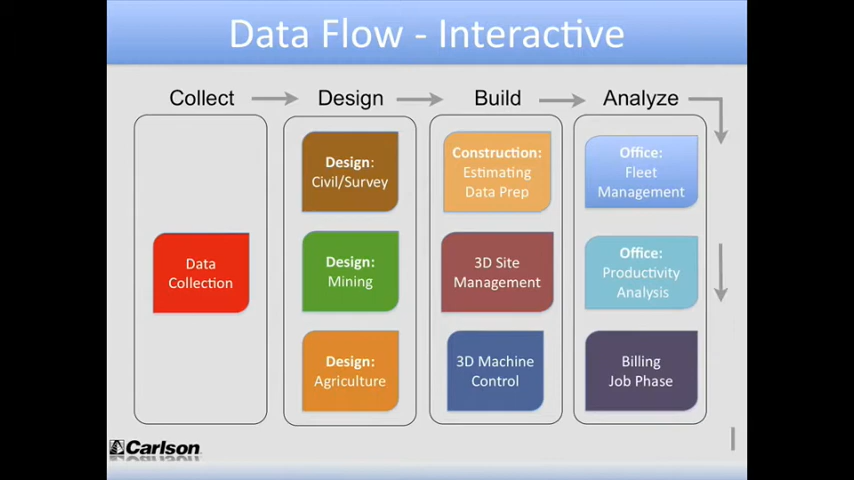 Data Flow - Interactive
Collect
Design
Build
Analyze
Data
Collection
Design:
Civil/Survey
Design:
Mining
Design:
Agriculture
Construction:
Estimating
Data Prep
3D Site
Management
3D Machine
Control
Office:
Fleet
Management
Office:
Productivity
Analysis
Billing
Job Phase
Carlson